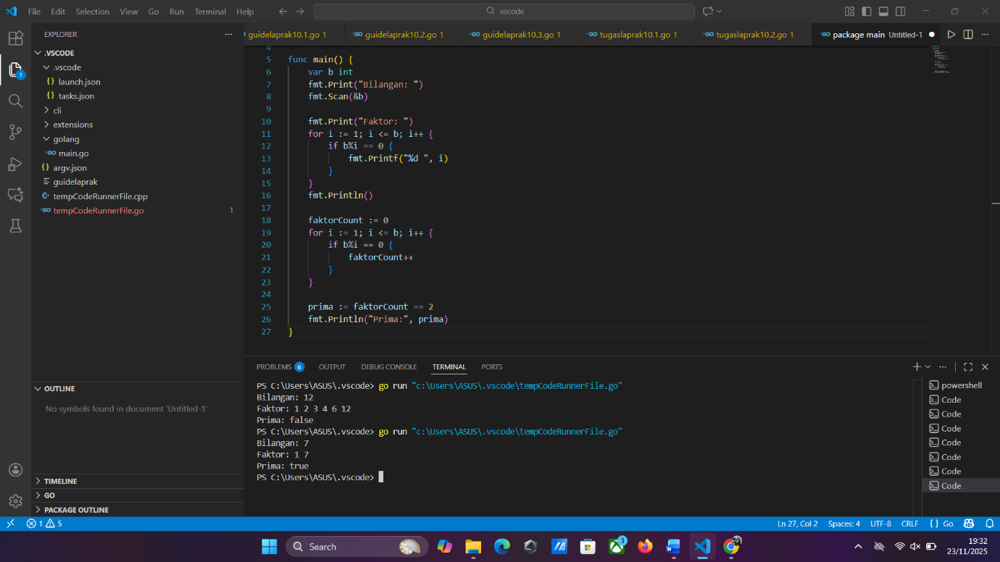 File Edit Selection View Go Run Terminal Help .vscode
EXPLORER
.VSCODE
.vscode
launch.json
tasks.json
cli
extensions
golang
main.go
argv.json
guidelaprak
tempCodeRunnerFile.cpp
tempCodeRunnerFile.go 1
OUTLINE
No symbols found in document 'Untitled-1'
TIMELINE
GO
PACKAGE OUTLINE
guidelaprak10.1.go 1 guidelaprak10.2.go 1 guidelaprak10.3.go 1 tugaslaprak10.1.go 1 tugaslaprak10.2.go 1 package main Untitled-1
4
5 func main() {
6 var b int
7 fmt.Print("Bilangan: ")
8 fmt.Scan(&b)
9
10 fmt.Print("Faktor: ")
11 for i := 1; i <= b; i++ {
12 if b%i == 0 {
13 fmt.Printf("%d ", i)
14 }
15 }
16 fmt.Println()
17
18 faktorCount := 0
19 for i := 1; i <= b; i++ {
20 if b%i == 0 {
21 faktorCount++
22 }
23 }
24
25 prima := faktorCount == 2
26 fmt.Println("Prima:", prima)
27 }
PROBLEMS 6 OUTPUT DEBUG CONSOLE TERMINAL PORTS
PS C:\Users\ASUS\.vscode> go run "c:\Users\ASUS\.vscode\tempCodeRunnerFile.go"
Bilangan: 12
Faktor: 1 2 3 4 6 12
Prima: false
PS C:\Users\ASUS\.vscode> go run "c:\Users\ASUS\.vscode\tempCodeRunnerFile.go"
Bilangan: 7
Faktor: 1 7
Prima: true
PS C:\Users\ASUS\.vscode>
powershell
Code
Code
Code
Code
Code
Code
Code
1 5 Ln 27, Col 2 Spaces: 4 UTF-8 CRLF { } Go
Search 3 19:32
23/11/2025